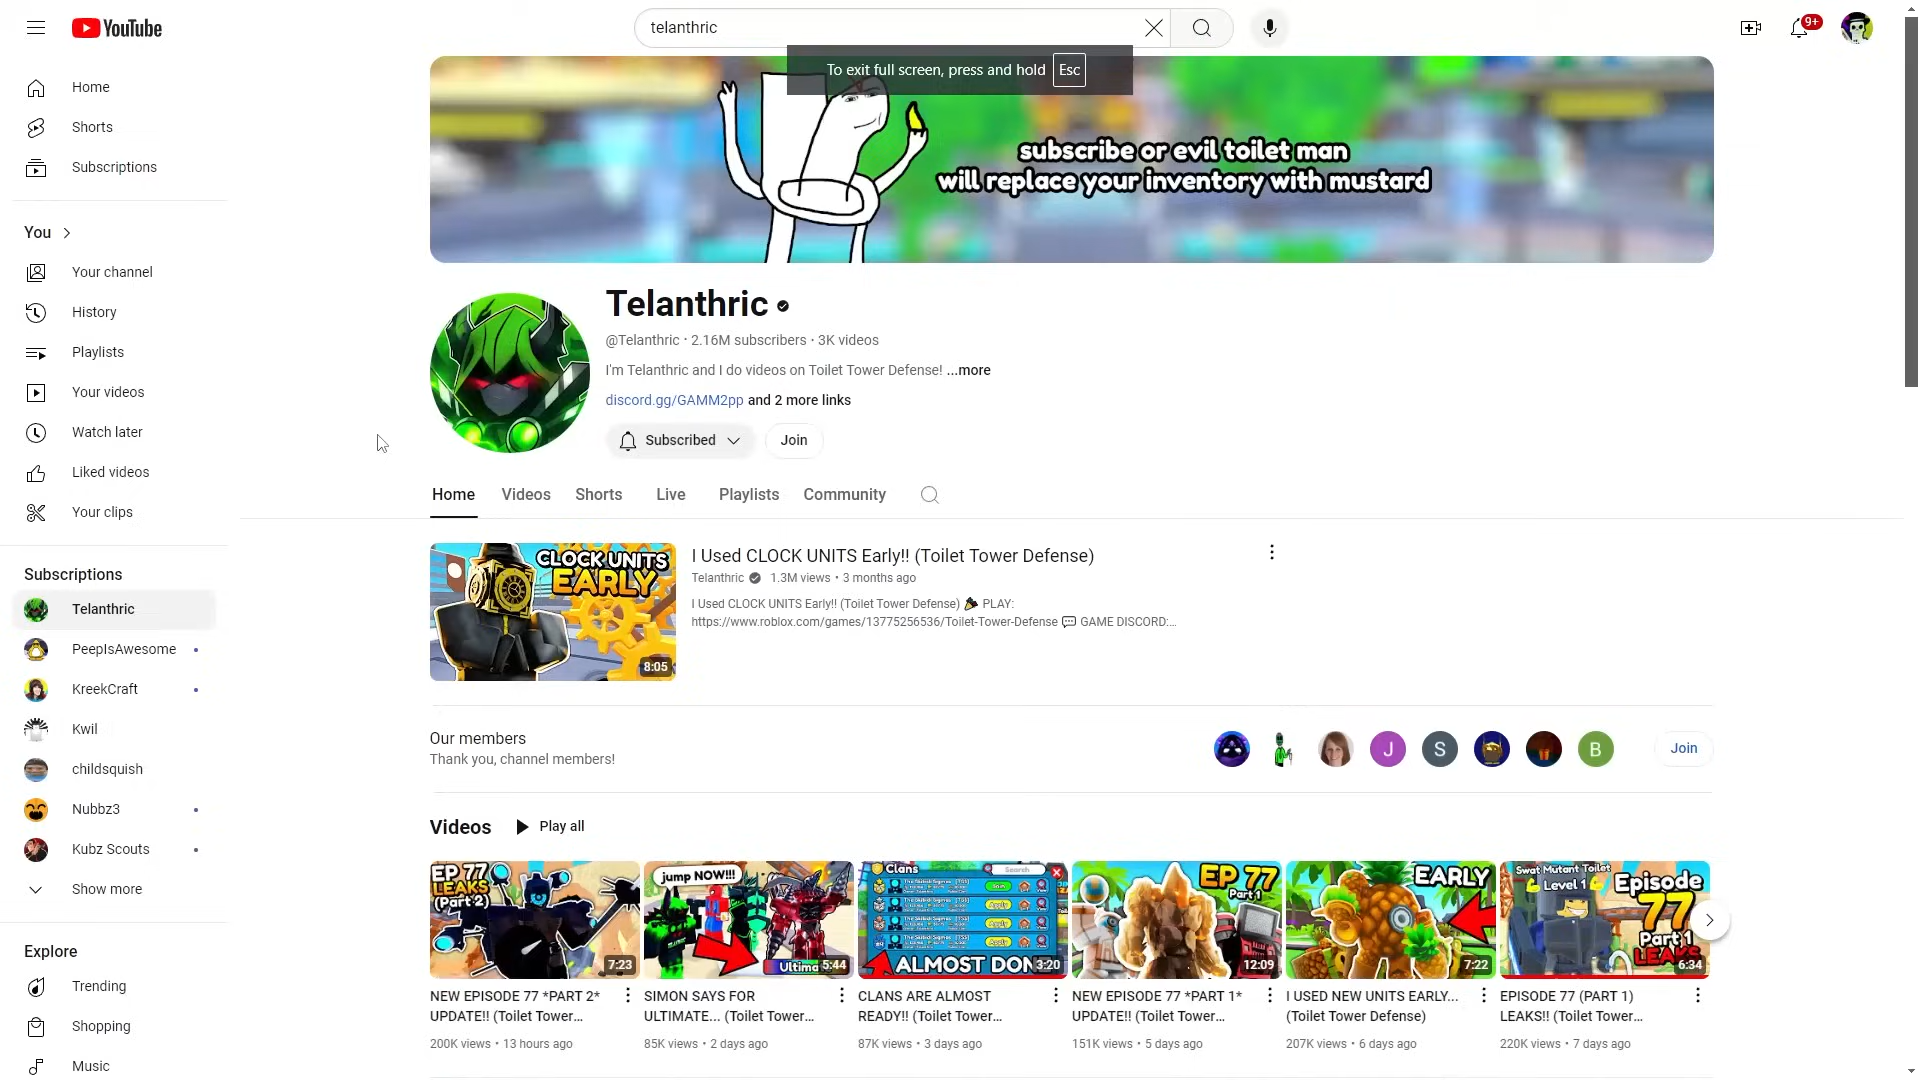 YouTube
telanthric
9+
To exit full screen, press and hold Esc
Home
Shorts
Subscriptions
You
Your channel
History
Playlists
Your videos
Watch later
Liked videos
Your clips
Subscriptions
Telanthric
PeepIsAwesome
KreekCraft
Kwil
childsquish
Nubbz3
Kubz Scouts
Show more
Explore
Trending
Shopping
Music
subscribe or evil toilet man
will replace your inventory with mustard
Telanthric
@Telanthric • 2.16M subscribers • 3K videos
I'm Telanthric and I do videos on Toilet Tower Defense! ...more
discord.gg/GAMM2pp and 2 more links
Subscribed
Join
Home Videos Shorts Live Playlists Community
CLOCK UNITS
EARLY
8:05
I Used CLOCK UNITS Early!! (Toilet Tower Defense)
Telanthric 1.3M views • 3 months ago
I Used CLOCK UNITS Early!! (Toilet Tower Defense) PLAY:
https://www.roblox.com/games/13775256536/Toilet-Tower-Defense GAME DISCORD:...
Our members
Thank you, channel members!
J
S
B
Join
Videos
Play all
EP 77
LEAKS!!
(Part 2)
7:23
NEW EPISODE 77 *PART 2*
UPDATE!! (Toilet Tower...
200K views • 13 hours ago
jump NOW!!!
Ultima
5:44
SIMON SAYS FOR
ULTIMATE... (Toilet Tower...
85K views • 2 days ago
Clans
Search
ALMOST DON
3:20
CLANS ARE ALMOST
READY!! (Toilet Tower...
87K views • 3 days ago
EP 77
Part 1
12:09
NEW EPISODE 77 *PART 1*
UPDATE!! (Toilet Tower...
151K views • 5 days ago
EARLY
7:22
I USED NEW UNITS EARLY...
(Toilet Tower Defense)
207K views • 6 days ago
Swat Mutant Toilet
Level 1
Episode
77
Part 1
LEAKS
6:34
EPISODE 77 (PART 1)
LEAKS!! (Toilet Tower...
220K views • 7 days ago